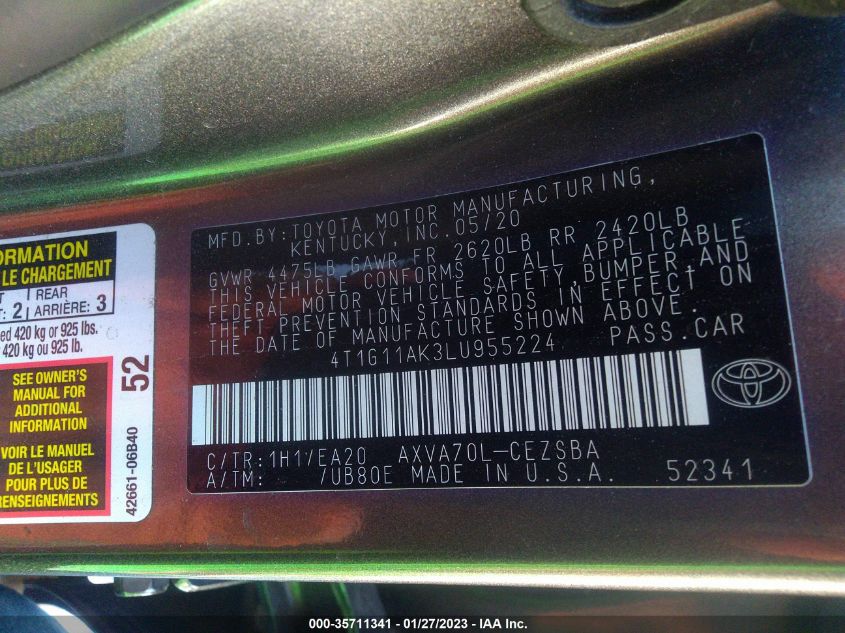 ORMATION
LE CHARGEMENT
REAR
: 2 ARRIÈRE: 3
ed 420 kg or 925 lbs.
420 kg ou 925 lb.
SEE OWNER'S
MANUAL FOR
ADDITIONAL
INFORMATION
VOIR LE MANUEL
DE L'USAGER
POUR PLUS DE
RENSEIGNEMENTS
52
42661-06B40
MFD.BY:TOYOTA MOTOR MANUFACTURING,
KENTUCKY,INC.05/20
GVWR 4475LB GAWR FR 2620LB RR 2420LB
THIS VEHICLE CONFORMS TO ALL APPLICABLE
FEDERAL MOTOR VEHICLE SAFETY,BUMPER AND
THEFT PREVENTION STANDARDS IN EFFECT ON
THE DATE OF MANUFACTURE SHOWN ABOVE.
4T1G11AK3LU955224 PASS.CAR
C/TR:1H1/EA20 AXVA70L-CEZSBA
A/TM: /UB80E MADE IN U.S.A. 52341
000-35711341 | 01/27/2023 - IAA Inc.